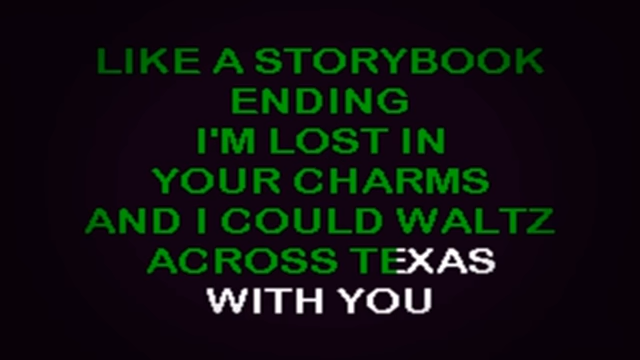 LIKE A STORYBOOK
ENDING
I'M LOST IN
YOUR CHARMS
AND I COULD WALTZ
ACROSS TEXAS
WITH YOU